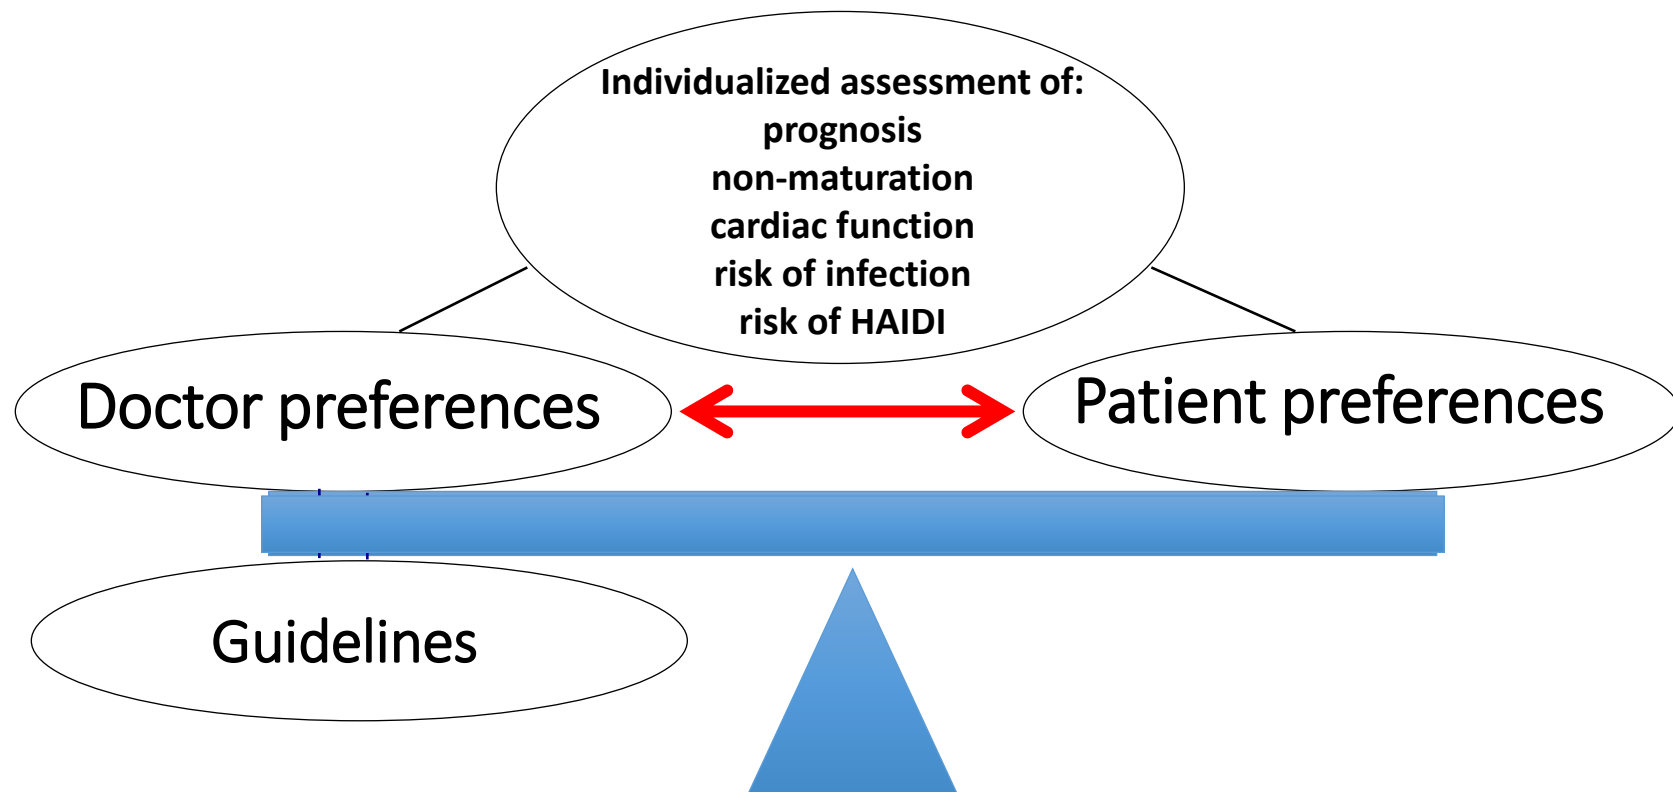 Individualized assessment of:
prognosis
non-maturation
cardiac function
risk of infection
risk of HAIDI
Doctor preferences
Patient preferences
Guidelines